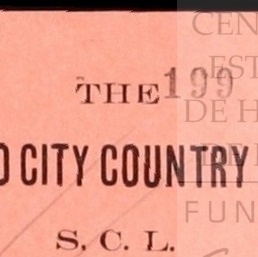 THE 199
CITY COUNTRY
S. C. L.
CEN
EST
DE H
FUN